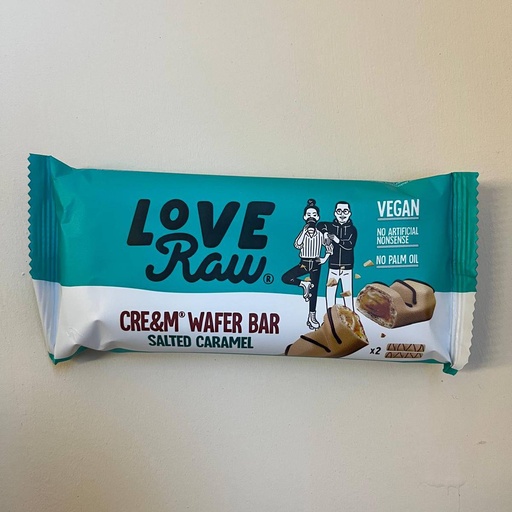 LOVE
Raw®
VEGAN
NO ARTIFICIAL
NONSENSE
NO PALM OIL
CRE&M® WAFER BAR
SALTED CARAMEL
x2